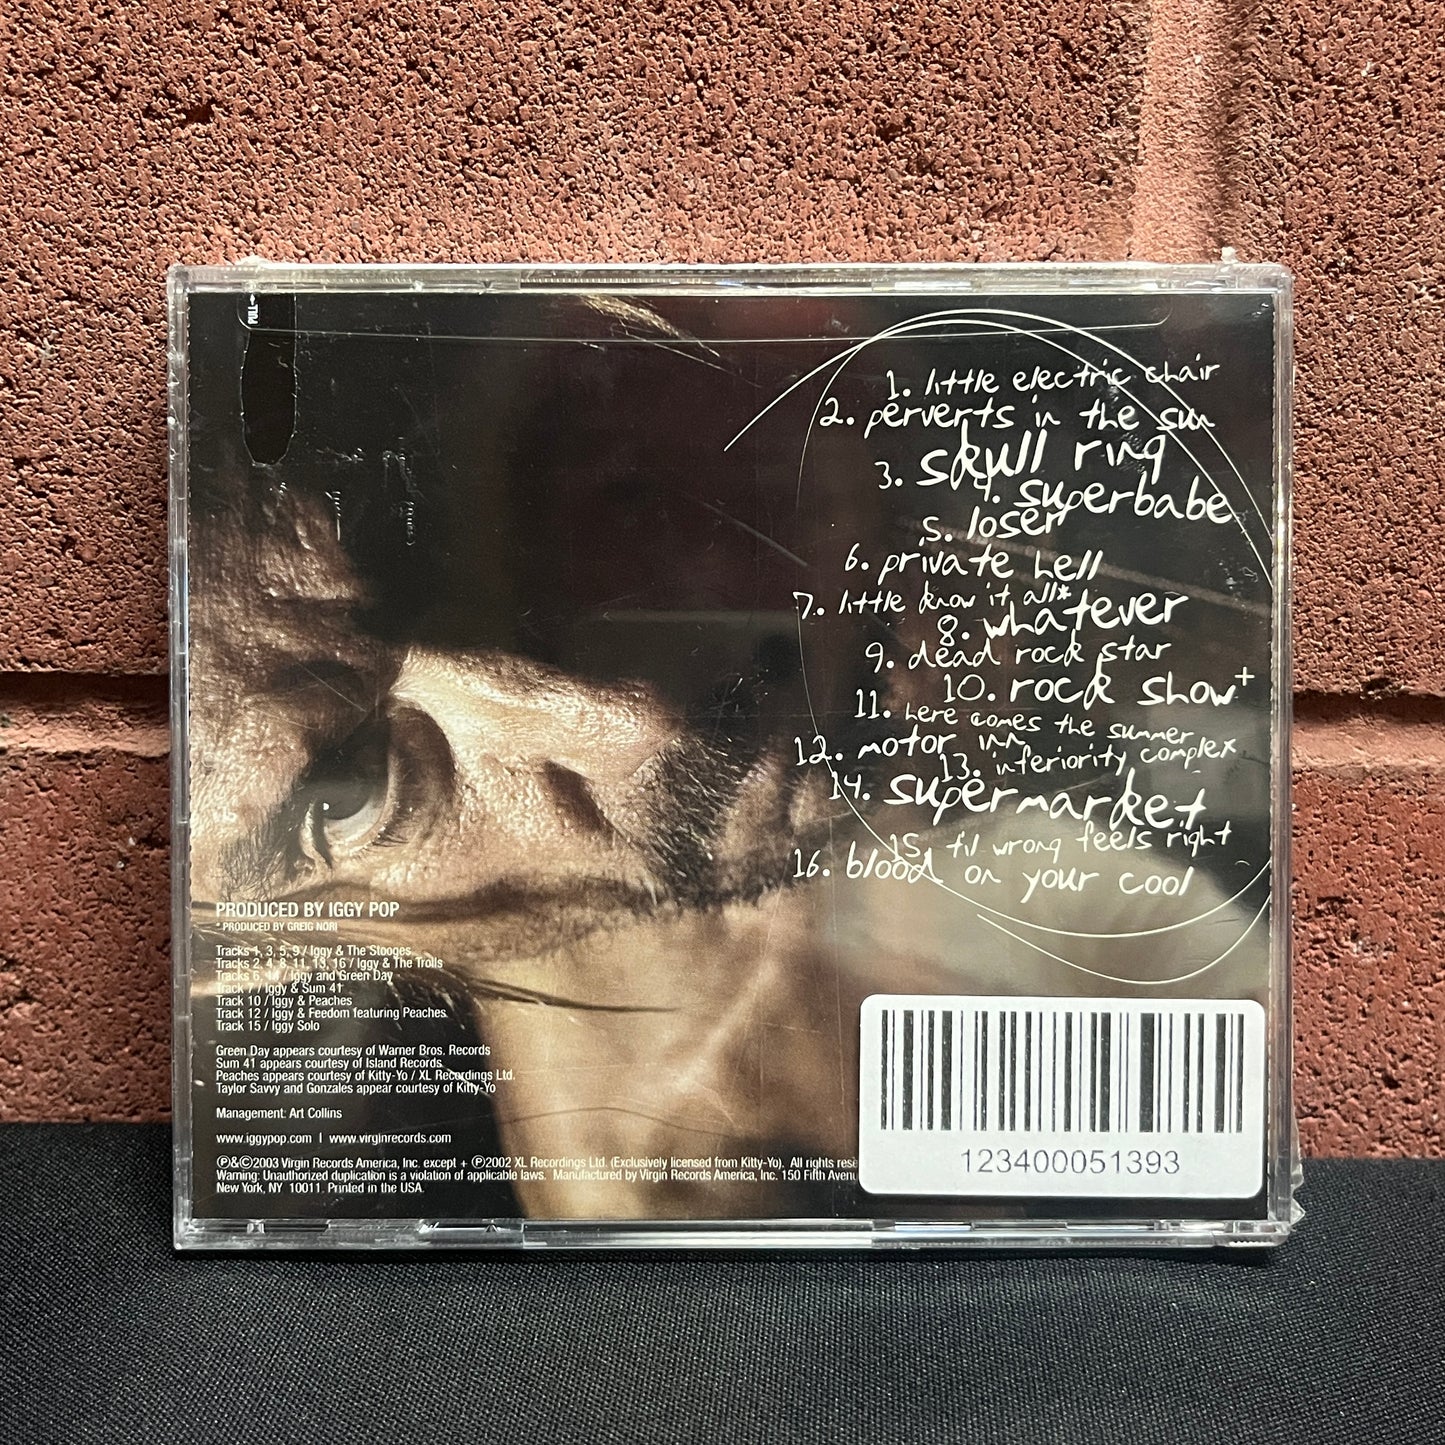 PULL
1. little electric chair
2. perverts in the sun
3. skull ring
4. superbabe
5. loser
6. private hell
7. little know it all*
8. whatever
9. dead rock star
10. rock show+
11. here comes the summer
12. motor inn
13. inferiority complex
14. supermarket
15. til wrong feels right
16. blood on your cool
PRODUCED BY IGGY POP
* PRODUCED BY GREIG NORI
Tracks 1, 3, 5, 9 / Iggy & The Stooges
Tracks 2, 4, 8, 11, 13, 16 / Iggy & The Trolls
Tracks 6, 14 / Iggy and Green Day
Track 7 / Iggy & Sum 41
Track 10 / Iggy & Peaches
Track 12 / Iggy & Feedom featuring Peaches
Track 15 / Iggy Solo
Green Day appears courtesy of Warner Bros. Records
Sum 41 appears courtesy of Island Records
Peaches appears courtesy of Kitty-Yo / XL Recordings Ltd.
Taylor Savvy and Gonzales appear courtesy of Kitty-Yo
Management: Art Collins
www.iggypop.com | www.virginrecords.com
℗&©2003 Virgin Records America, Inc. except + ℗2002 XL Recordings Ltd. (Exclusively licensed from Kitty-Yo). All rights rese
Warning: Unauthorized duplication is a violation of applicable laws. Manufactured by Virgin Records America, Inc. 150 Fifth Avenu
New York, NY 10011. Printed in the USA.
123400051393